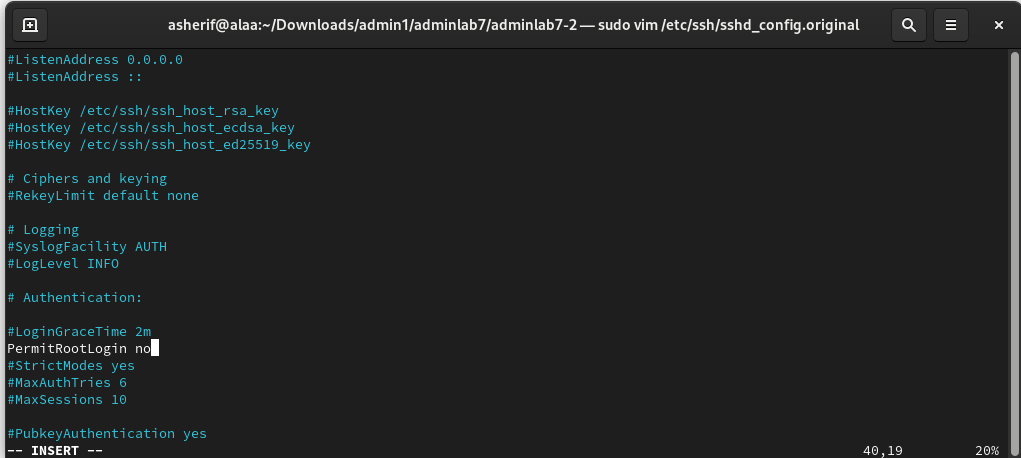 asherif@alaa:~/Downloads/admin1/adminlab7/adminlab7-2 — sudo vim /etc/ssh/sshd_config.original
#ListenAddress 0.0.0.0
#ListenAddress ::
#HostKey /etc/ssh/ssh_host_rsa_key
#HostKey /etc/ssh/ssh_host_ecdsa_key
#HostKey /etc/ssh/ssh_host_ed25519_key
# Ciphers and keying
#RekeyLimit default none
# Logging
#SyslogFacility AUTH
#LogLevel INFO
# Authentication:
#LoginGraceTime 2m
PermitRootLogin no
#StrictModes yes
#MaxAuthTries 6
#MaxSessions 10
#PubkeyAuthentication yes
-- INSERT -- 40,19 20%